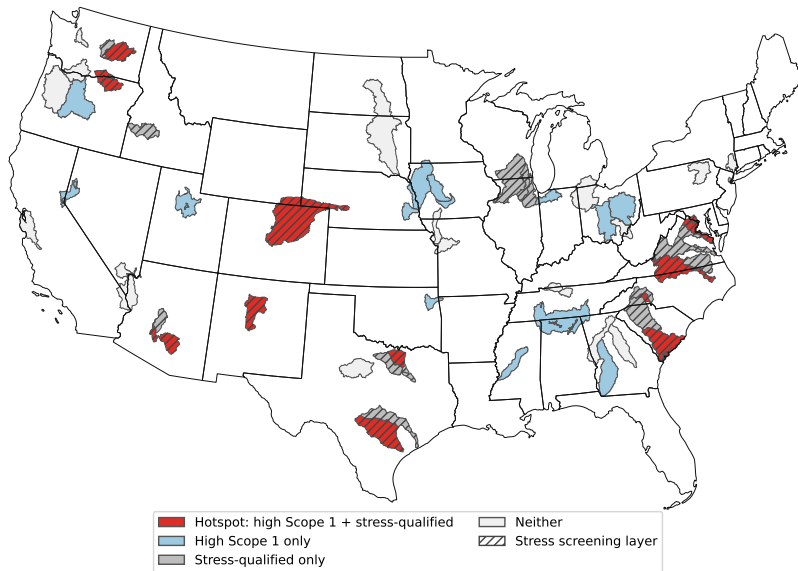 Hotspot: high Scope 1 + stress-qualified
High Scope 1 only
Stress-qualified only
Neither
Stress screening layer